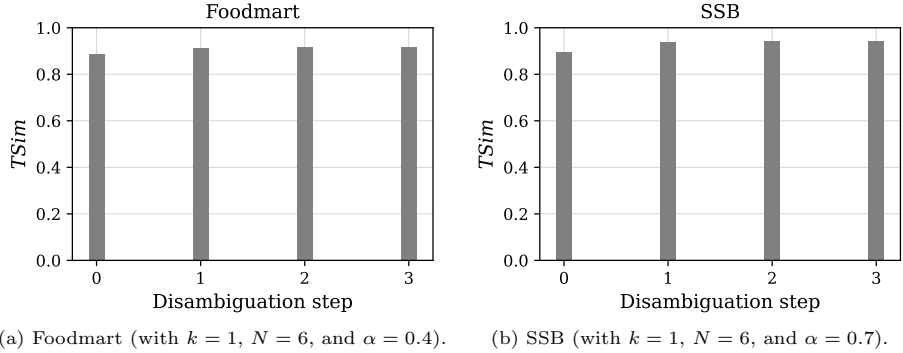 Foodmart
1.0
0.8
0.6
0.4
0.2
0.0
TSim
0 1 2 3
Disambiguation step
(a) Foodmart (with k = 1, N = 6, and α = 0.4).
SSB
1.0
0.8
0.6
0.4
0.2
0.0
TSim
0 1 2 3
Disambiguation step
(b) SSB (with k = 1, N = 6, and α = 0.7).